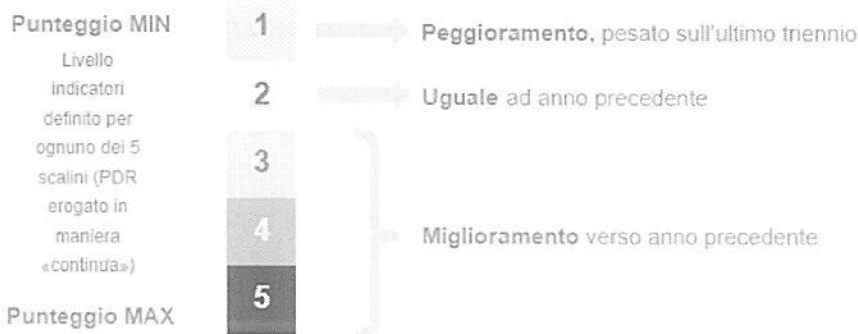 Punteggio MIN
Livello
indicatori
definito per
ognuno dei 5
scalini (PDR
erogato in
maniera
«continua»)
Punteggio MAX
1
2
3
4
5
Peggioramento, pesato sull'ultimo triennio
Uguale ad anno precedente
Miglioramento verso anno precedente